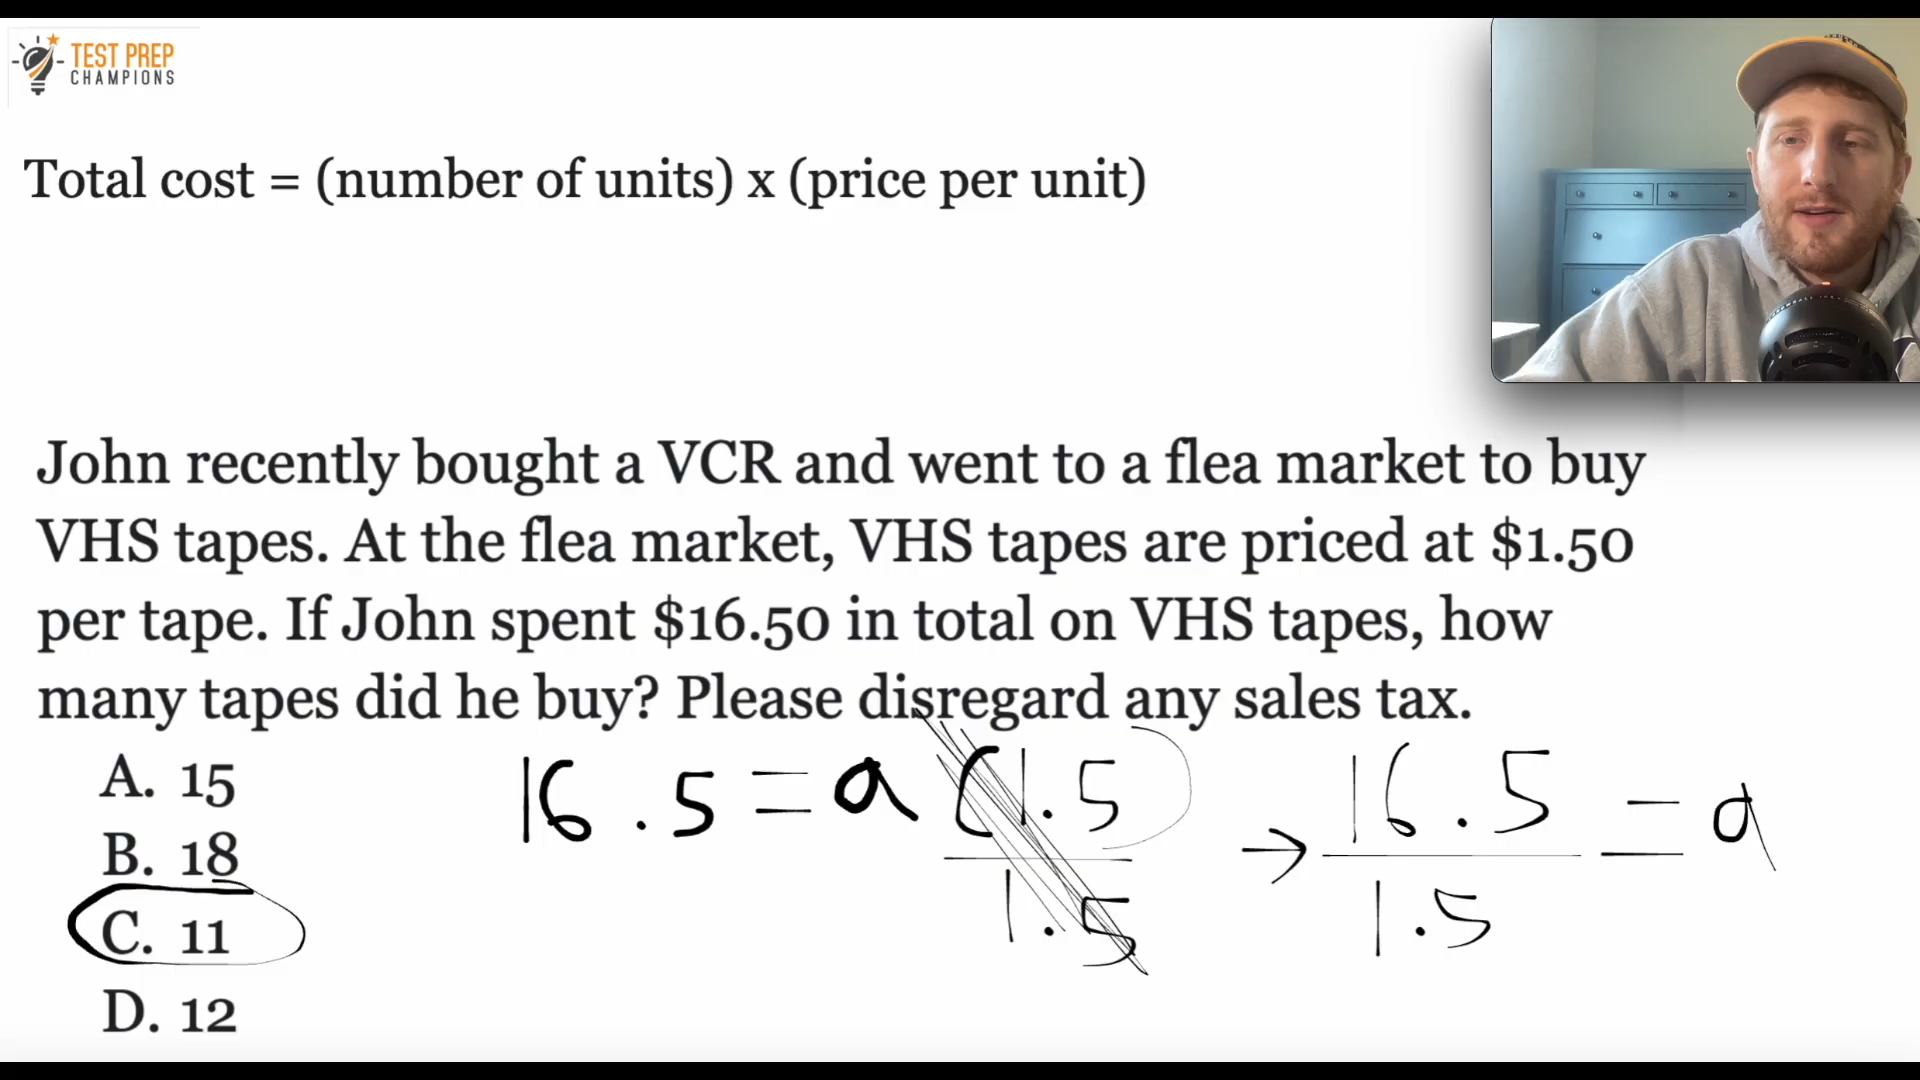 TEST PREP
CHAMPIONS
Total cost = (number of units) x (price per unit)
John recently bought a VCR and went to a flea market to buy
VHS tapes. At the flea market, VHS tapes are priced at $1.50
per tape. If John spent $16.50 in total on VHS tapes, how
many tapes did he buy? Please disregard any sales tax.
A. 15
B. 18
C. 11
D. 12
16.5 = a (1.5)
1.5
→ 16.5 = a
1.5